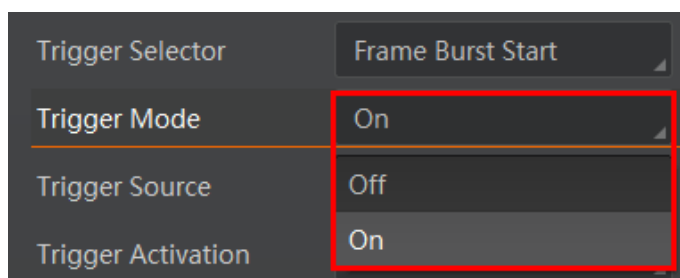 Trigger Selector Frame Burst Start
Trigger Mode On
Trigger Source Off
Trigger Activation On